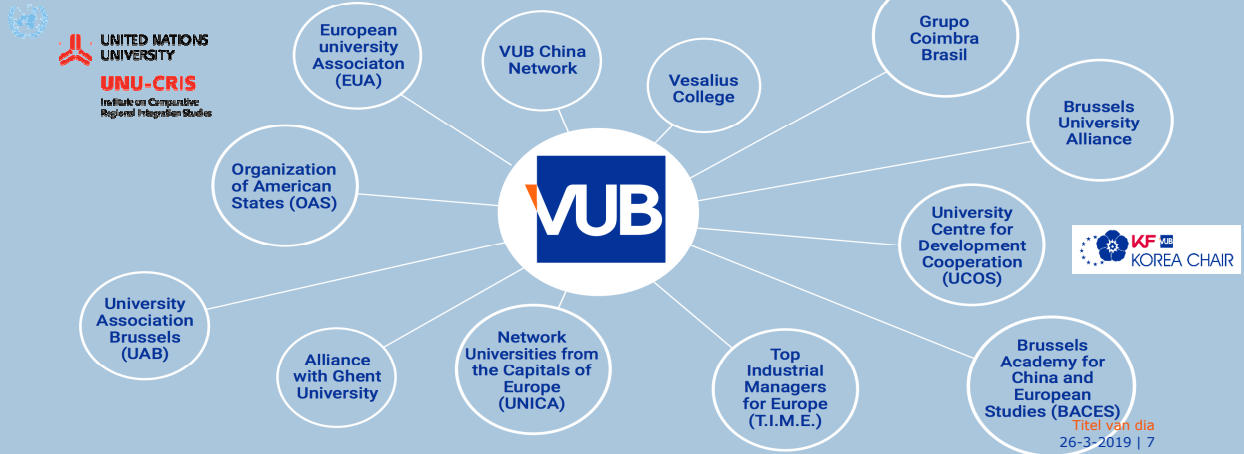 UNITED NATIONS
UNIVERSITY
UNU-CRIS
Institute on Comparative
Regional Integration Studies
European
university
Associaton
(EUA)
VUB China
Network
Vesalius
College
Grupo
Coimbra
Brasil
Brussels
University
Alliance
Organization
of American
States (OAS)
VUB
University
Centre for
Development
Cooperation
(UCOS)
KF VUB
KOREA CHAIR
University
Association
Brussels
(UAB)
Alliance
with Ghent
University
Network
Universities from
the Capitals of
Europe
(UNICA)
Top
Industrial
Managers
for Europe
(T.I.M.E.)
Brussels
Academy for
China and
European
Studies (BACES)
Titel van dia
26-3-2019 | 7